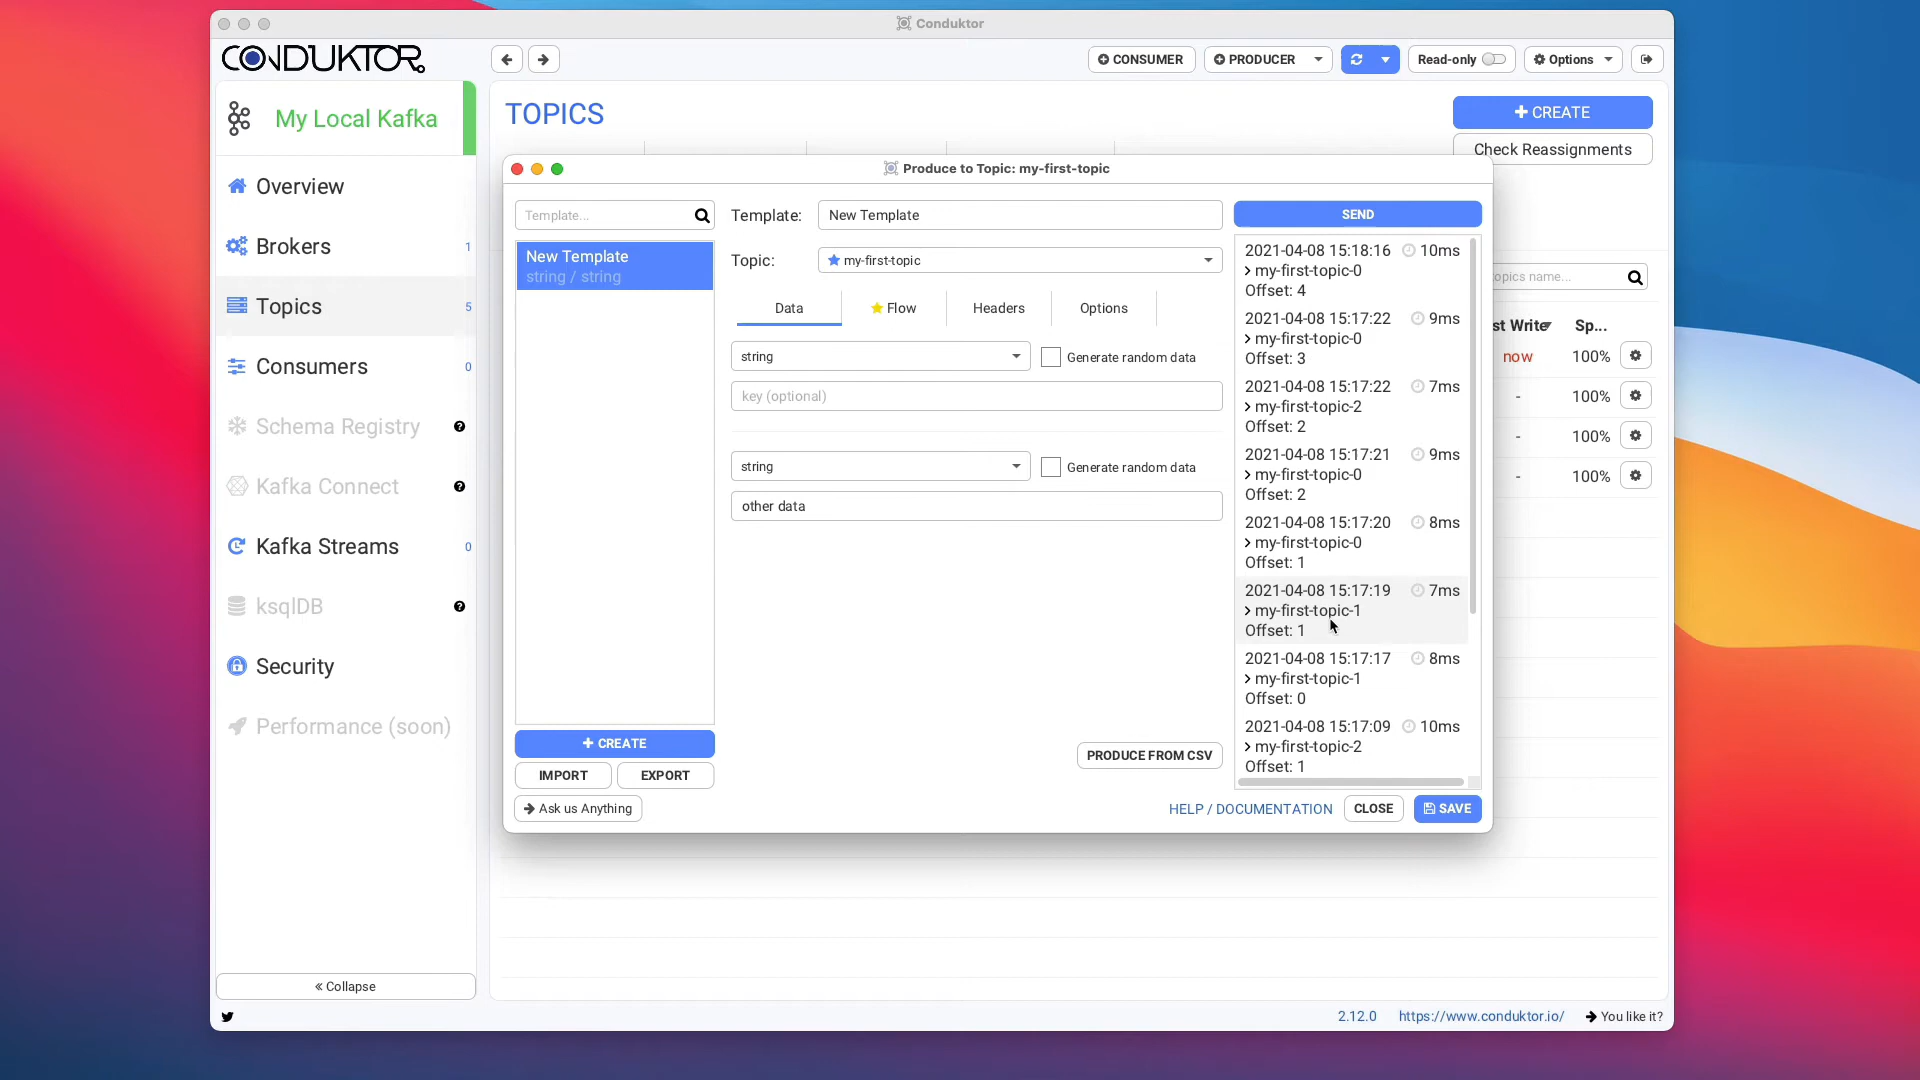 Conduktor
CONDUKTOR
CONSUMER
PRODUCER
Read-only
Options
My Local Kafka
TOPICS
CREATE
Check Reassignments
Overview
Brokers 1
Topics 5
Consumers 0
Schema Registry
Kafka Connect
Kafka Streams 0
ksqlDB
Security
Performance (soon)
« Collapse
Produce to Topic: my-first-topic
Template...
New Template
string / string
Template: New Template
Topic: my-first-topic
Data Flow Headers Options
string Generate random data
key (optional)
string Generate random data
other data
PRODUCE FROM CSV
SEND
2021-04-08 15:18:16 10ms
> my-first-topic-0
Offset: 4
2021-04-08 15:17:22 9ms
> my-first-topic-0
Offset: 3
2021-04-08 15:17:22 7ms
> my-first-topic-2
Offset: 2
2021-04-08 15:17:21 9ms
> my-first-topic-0
Offset: 2
2021-04-08 15:17:20 8ms
> my-first-topic-0
Offset: 1
2021-04-08 15:17:19 7ms
> my-first-topic-1
Offset: 1
2021-04-08 15:17:17 8ms
> my-first-topic-1
Offset: 0
2021-04-08 15:17:09 10ms
> my-first-topic-2
Offset: 1
+ CREATE
IMPORT EXPORT
Ask us Anything
HELP / DOCUMENTATION CLOSE SAVE
opics name...
st Write Sp...
now 100%
- 100%
- 100%
- 100%
2.12.0 https://www.conduktor.io/ You like it?